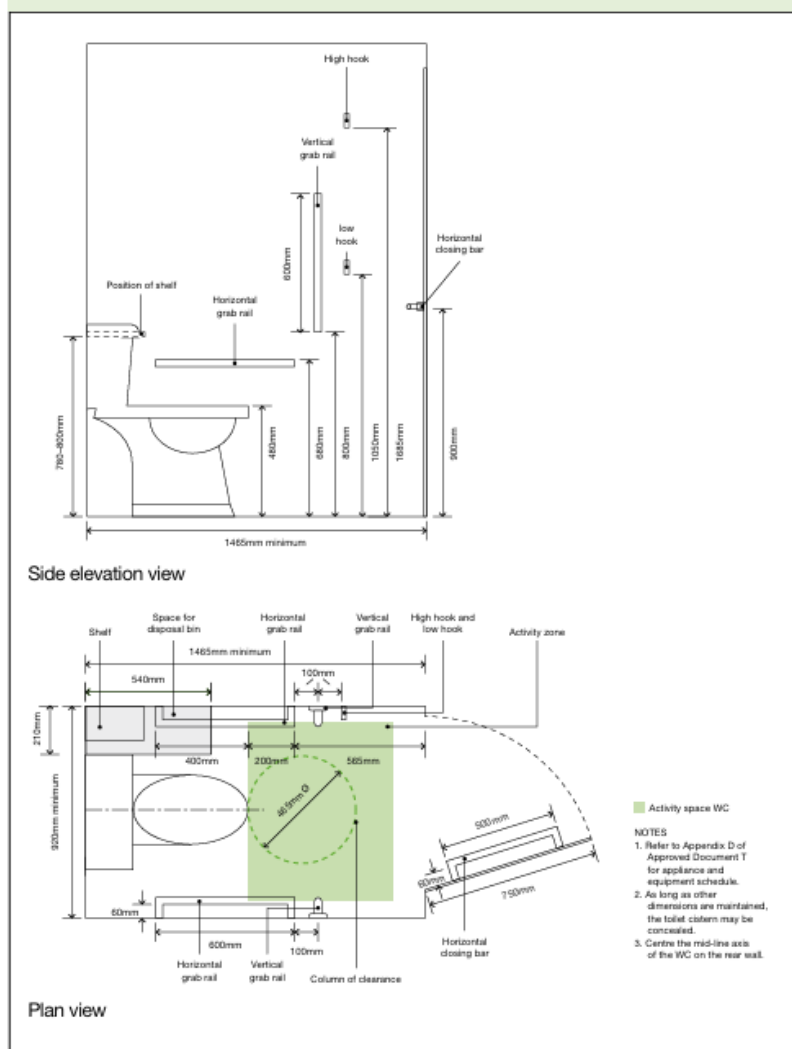 High hook
Vertical
grab rail
low
hook
600mm
Horizontal
closing bar
Position of shelf
Horizontal
grab rail
760–800mm
480mm
680mm
800mm
1050mm
1685mm
900mm
1465mm minimum
Side elevation view
Shelf
Space for
disposal bin
Horizontal
grab rail
Vertical
grab rail
High hook and
low hook
Activity zone
1465mm minimum
540mm
100mm
210mm
400mm
200mm
565mm
920mm minimum
Ø
500mm
60mm
750mm
60mm
600mm
100mm
Horizontal
grab rail
Vertical
grab rail
Column of clearance
Horizontal
closing bar
Activity space WC
NOTES
1. Refer to Appendix D of
Approved Document T
for appliance and
equipment schedule.
2. As long as other
dimensions are maintained,
the toilet cistern may be
concealed.
3. Centre the mid-line axis
of the WC on the rear wall.
Plan view